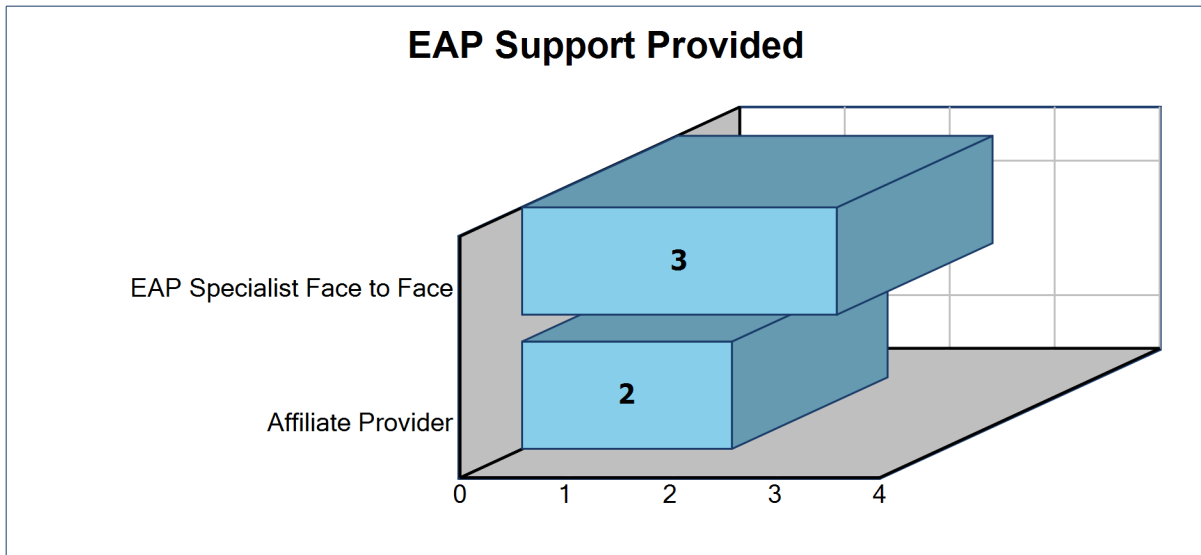 EAP Support Provided
EAP Specialist Face to Face
3
Affiliate Provider
2
0 1 2 3 4